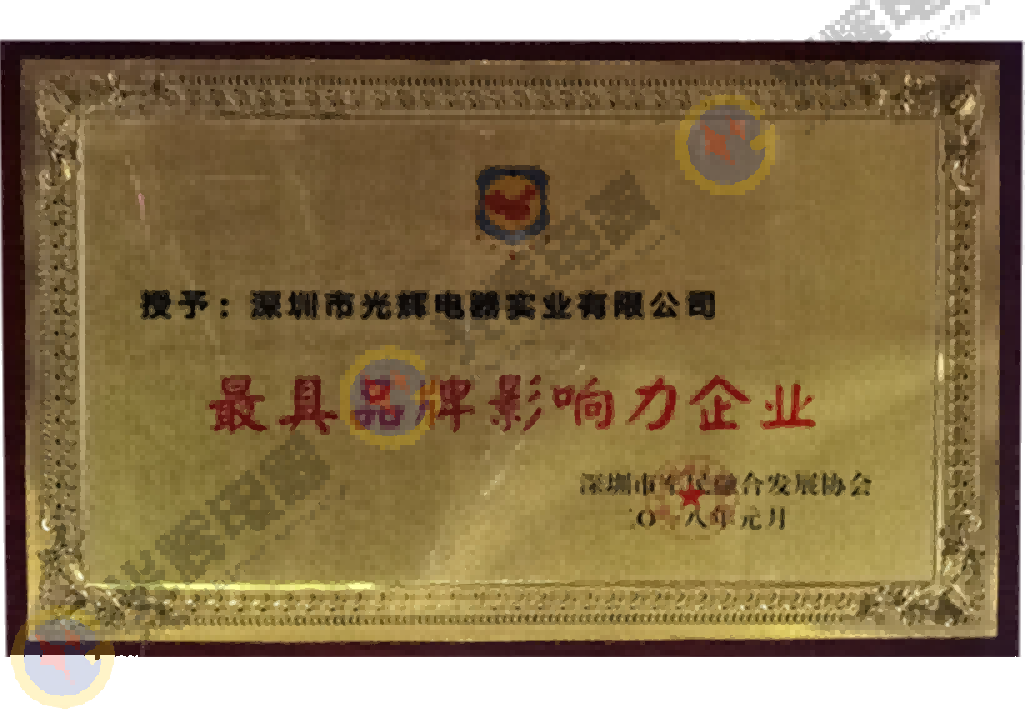 授予：深圳市光辉电器实业有限公司
最具品牌影响力企业
深圳市军民融合发展协会
二〇一八年元月